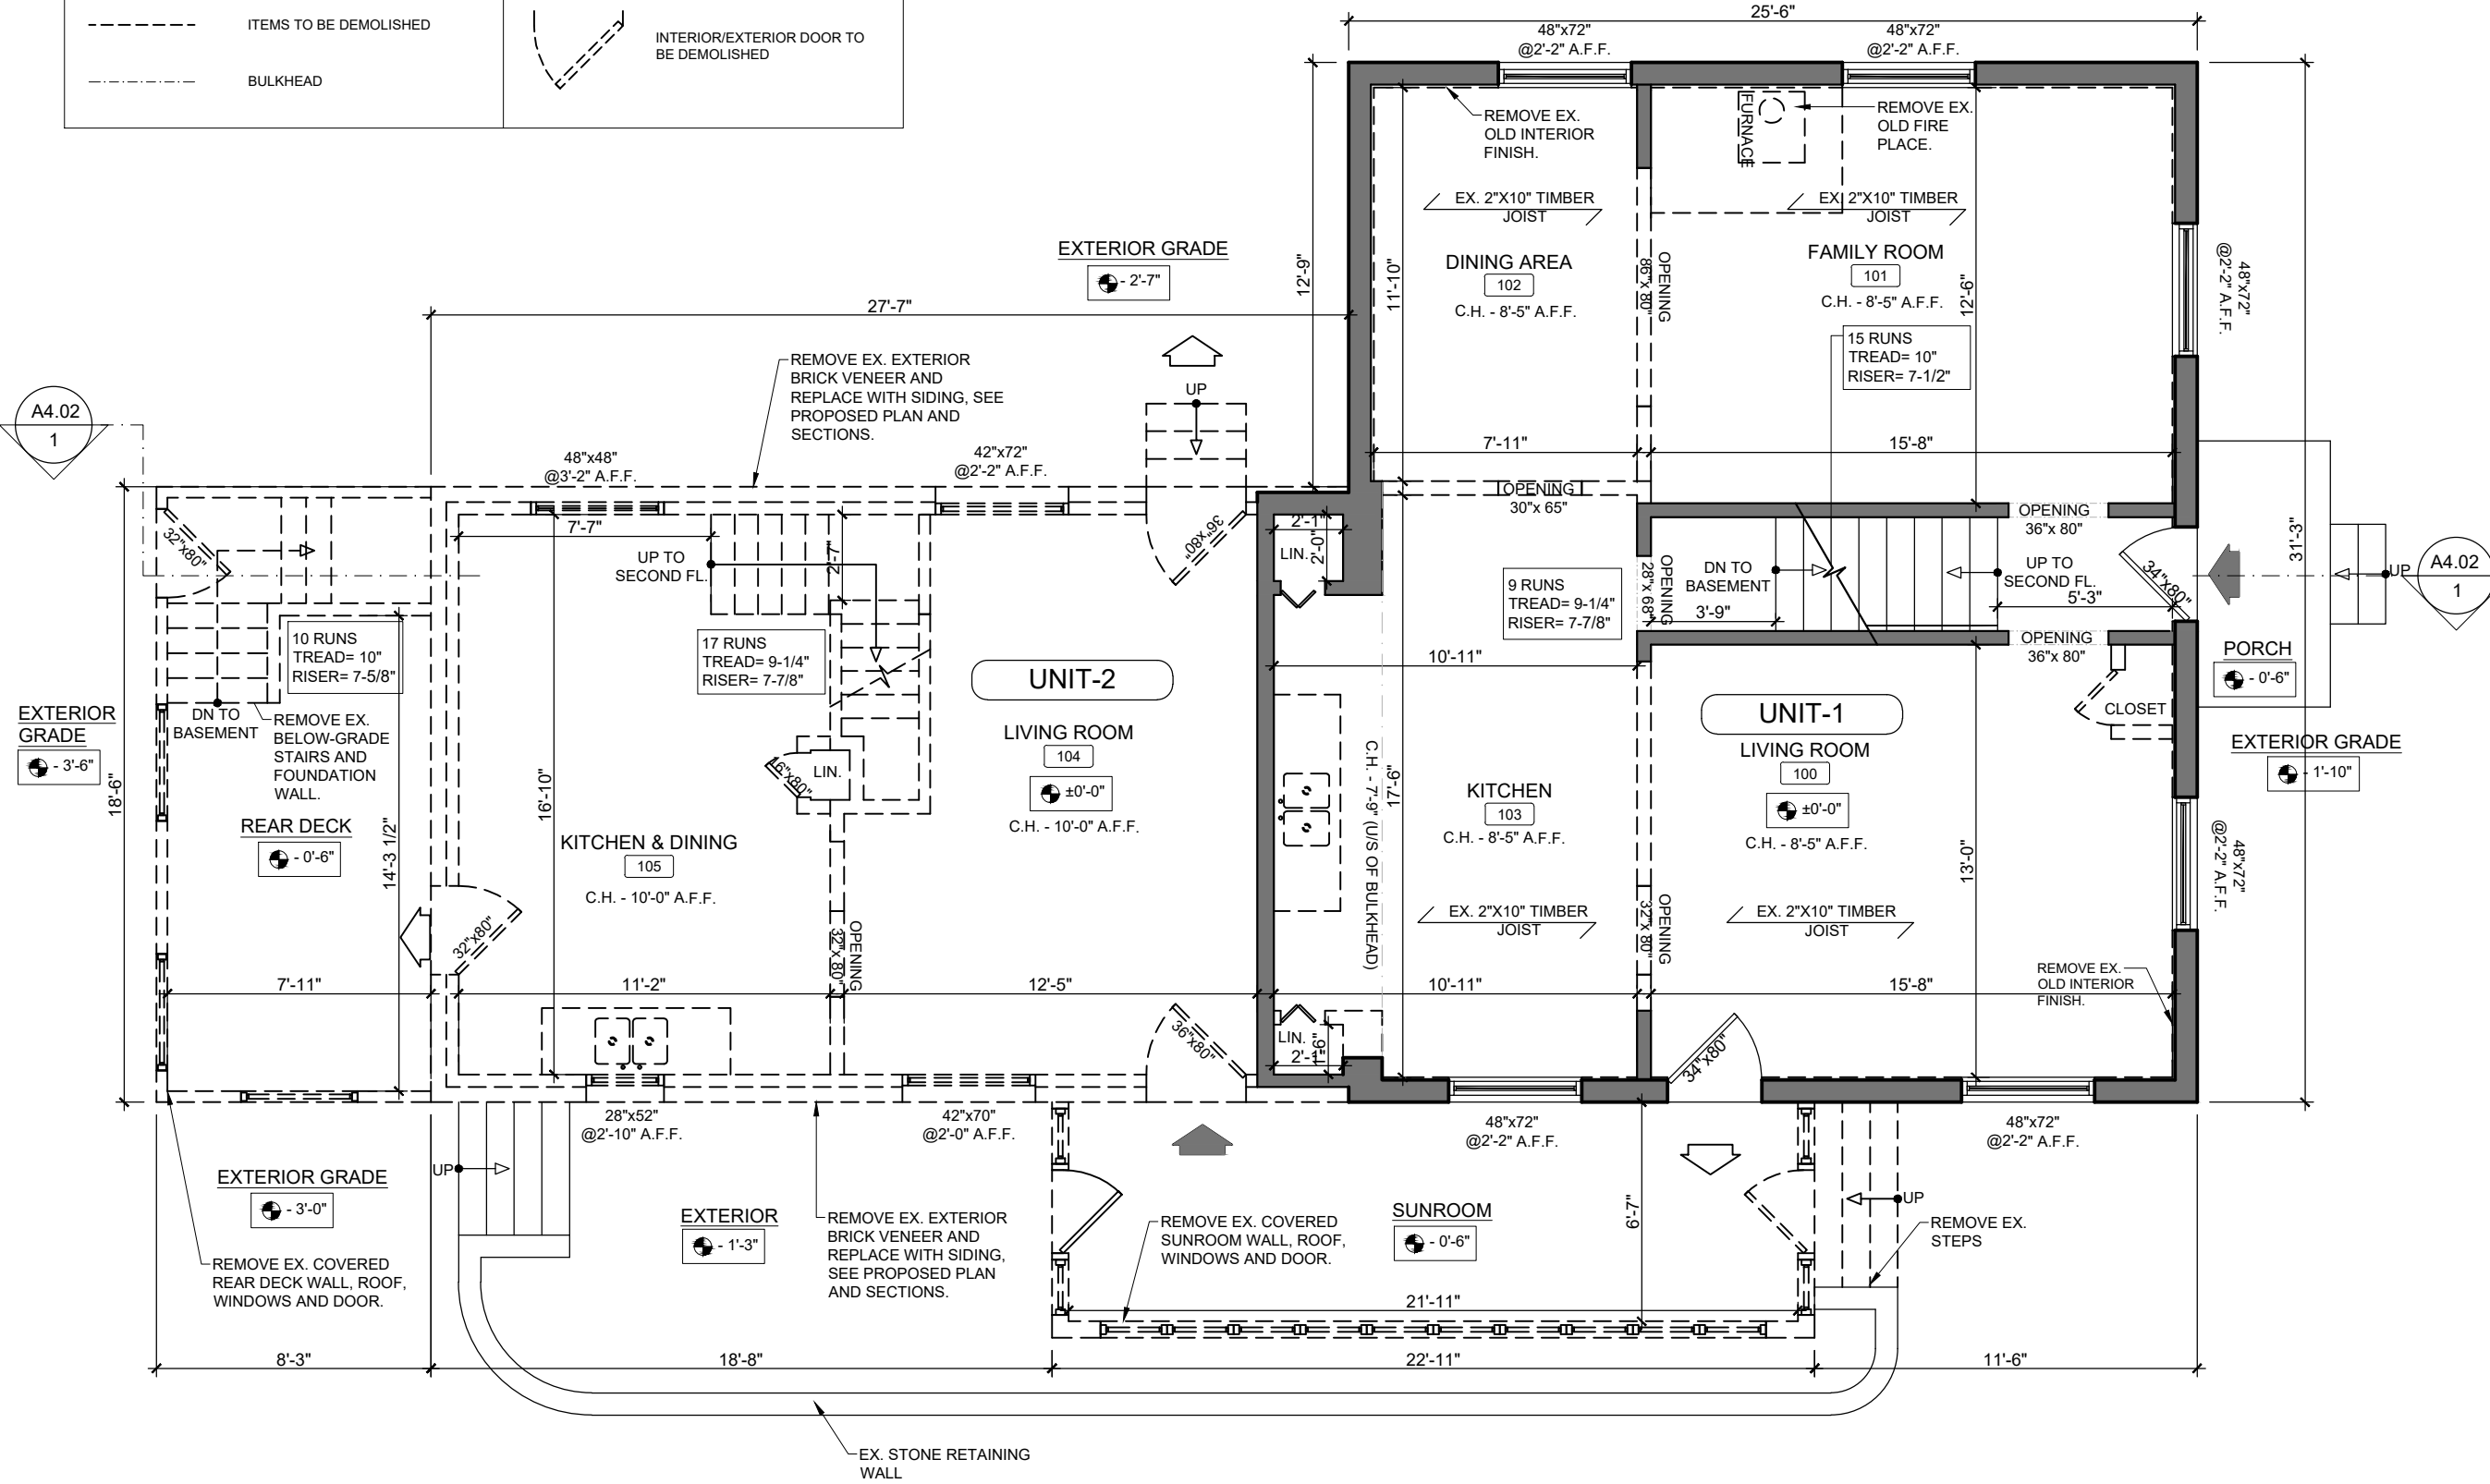 ITEMS TO BE DEMOLISHED
BULKHEAD
INTERIOR/EXTERIOR DOOR TO
BE DEMOLISHED
25'-6"
48"x72"
@2'-2" A.F.F.
48"x72"
@2'-2" A.F.F.
REMOVE EX.
OLD INTERIOR
FINISH.
FURNACE
REMOVE EX.
OLD FIRE
PLACE.
EX. 2"X10" TIMBER
JOIST
EX. 2"X10" TIMBER
JOIST
EXTERIOR GRADE
- 2'-7"
12'-9"
11'-10"
DINING AREA
102
C.H. - 8'-5" A.F.F.
OPENING
86"x 80"
FAMILY ROOM
101
C.H. - 8'-5" A.F.F.
12'-6"
48"x72"
@2'-2" A.F.F.
27'-7"
15 RUNS
TREAD= 10"
RISER= 7-1/2"
REMOVE EX. EXTERIOR
BRICK VENEER AND
REPLACE WITH SIDING, SEE
PROPOSED PLAN AND
SECTIONS.
UP
A4.02
1
48"x48"
@3'-2" A.F.F.
42"x72"
@2'-2" A.F.F.
7'-11"
15'-8"
OPENING
30"x 65"
OPENING
36"x 80"
31'-3"
32"x80"
7'-7"
UP TO
SECOND FL.
2'-7"
36"x80"
2'-1"
LIN.
2'-0"
9 RUNS
TREAD= 9-1/4"
RISER= 7-7/8"
OPENING
28"x 68"
DN TO
BASEMENT
3'-9"
UP TO
SECOND FL.
5'-3"
34"x80"
UP
A4.02
1
10 RUNS
TREAD= 10"
RISER= 7-5/8"
17 RUNS
TREAD= 9-1/4"
RISER= 7-7/8"
UNIT-2
10'-11"
OPENING
36"x 80"
PORCH
- 0'-6"
EXTERIOR
GRADE
- 3'-6"
18'-6"
DN TO
BASEMENT
REMOVE EX.
BELOW-GRADE
STAIRS AND
FOUNDATION
WALL.
LIVING ROOM
104
±0'-0"
C.H. - 10'-0" A.F.F.
UNIT-1
LIVING ROOM
100
±0'-0"
C.H. - 8'-5" A.F.F.
CLOSET
EXTERIOR GRADE
- 1'-10"
16"x80"
LIN.
16'-10"
C.H. - 7'-9" (U/S OF BULKHEAD)
17'-9"
KITCHEN
103
C.H. - 8'-5" A.F.F.
REAR DECK
- 0'-6"
14'-3 1/2"
KITCHEN & DINING
105
C.H. - 10'-0" A.F.F.
13'-0"
48"x72"
@2'-2" A.F.F.
32"x80"
OPENING
32"x 80"
EX. 2"X10" TIMBER
JOIST
OPENING
32"x 80"
EX. 2"X10" TIMBER
JOIST
REMOVE EX.
OLD INTERIOR
FINISH.
7'-11"
11'-2"
12'-5"
10'-11"
15'-8"
36"x80"
LIN.
2'-1"
1'-6"
34"x80"
28"x52"
@2'-10" A.F.F.
42"x70"
@2'-0" A.F.F.
48"x72"
@2'-2" A.F.F.
48"x72"
@2'-2" A.F.F.
EXTERIOR GRADE
- 3'-0"
UP
EXTERIOR
- 1'-3"
REMOVE EX. EXTERIOR
BRICK VENEER AND
REPLACE WITH SIDING,
SEE PROPOSED PLAN
AND SECTIONS.
REMOVE EX. COVERED
SUNROOM WALL, ROOF,
WINDOWS AND DOOR.
SUNROOM
- 0'-6"
6'-7"
UP
REMOVE EX.
STEPS
REMOVE EX. COVERED
REAR DECK WALL, ROOF,
WINDOWS AND DOOR.
21'-11"
8'-3"
18'-8"
22'-11"
11'-6"
EX. STONE RETAINING
WALL